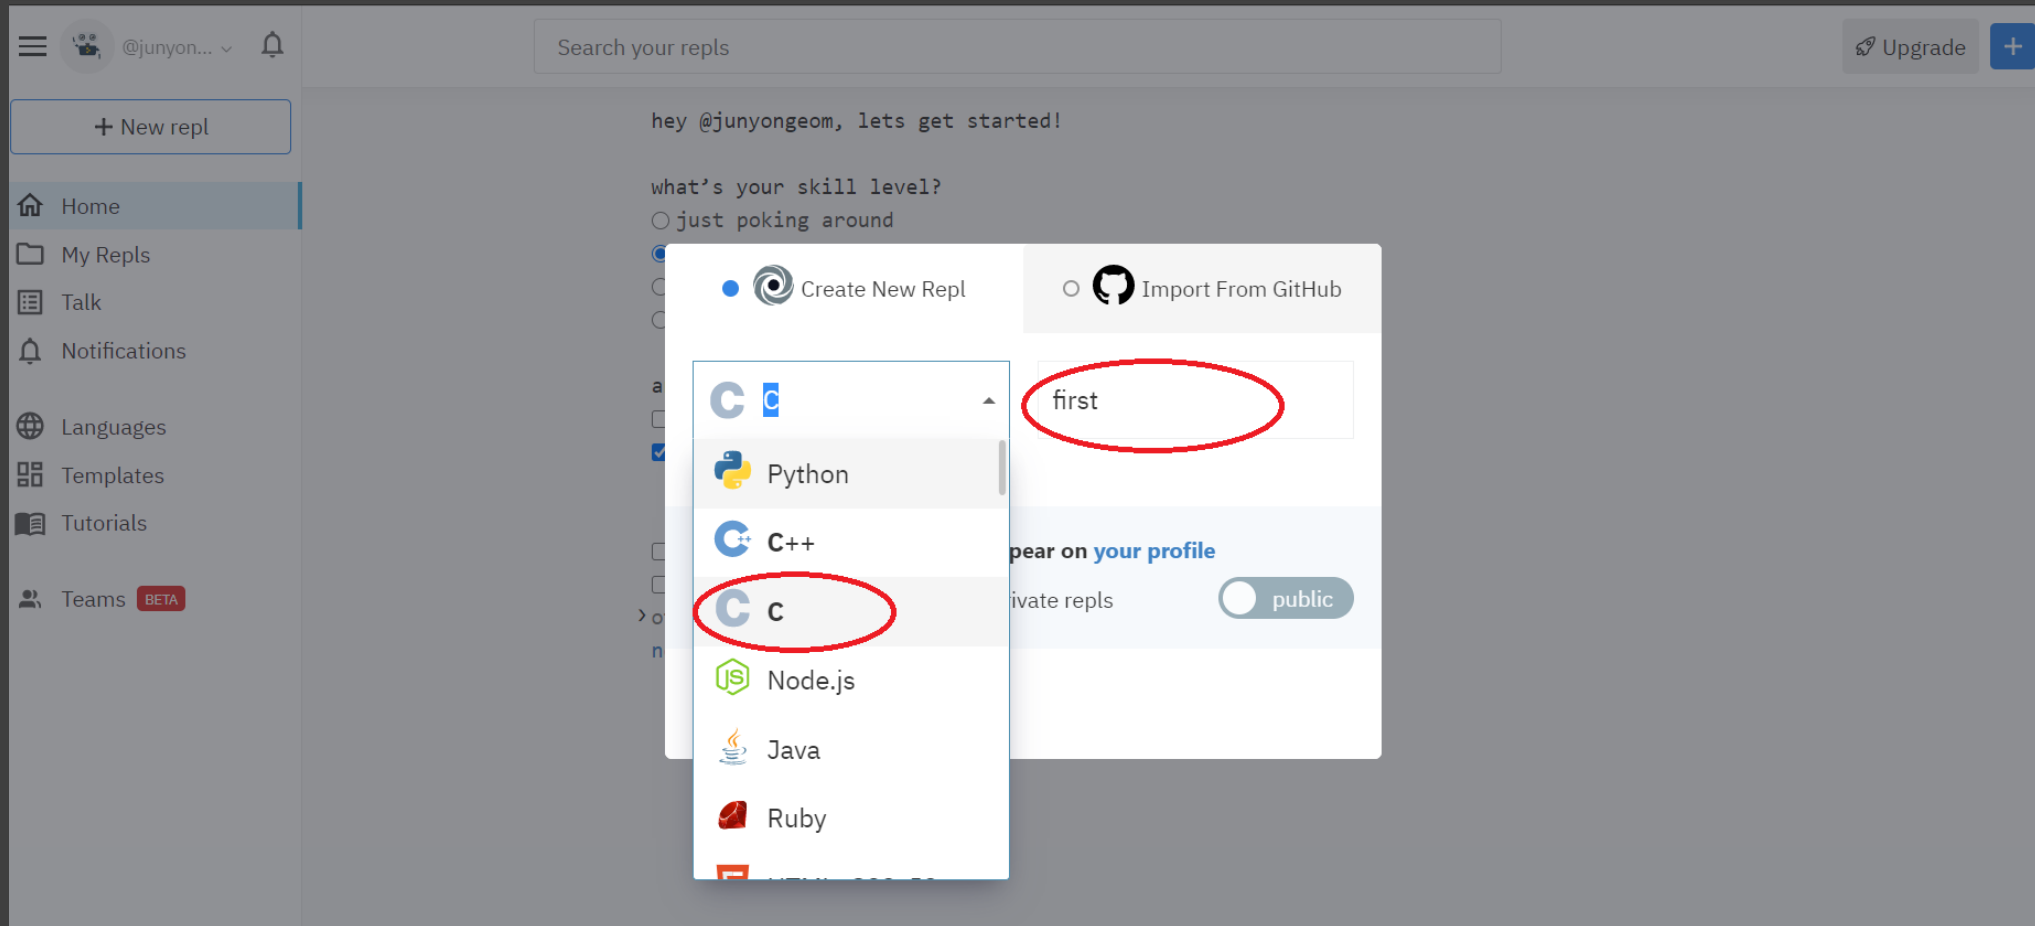 @junyon...
Search your repls
Upgrade
+ New repl
hey @junyongeom, lets get started!
what's your skill level?
just poking around
Home
My Repls
Talk
Notifications
Languages
Templates
Tutorials
Teams BETA
Create New Repl
Import From GitHub
C C
first
Python
C++
C
Node.js
Java
Ruby
on your profile
repls
public